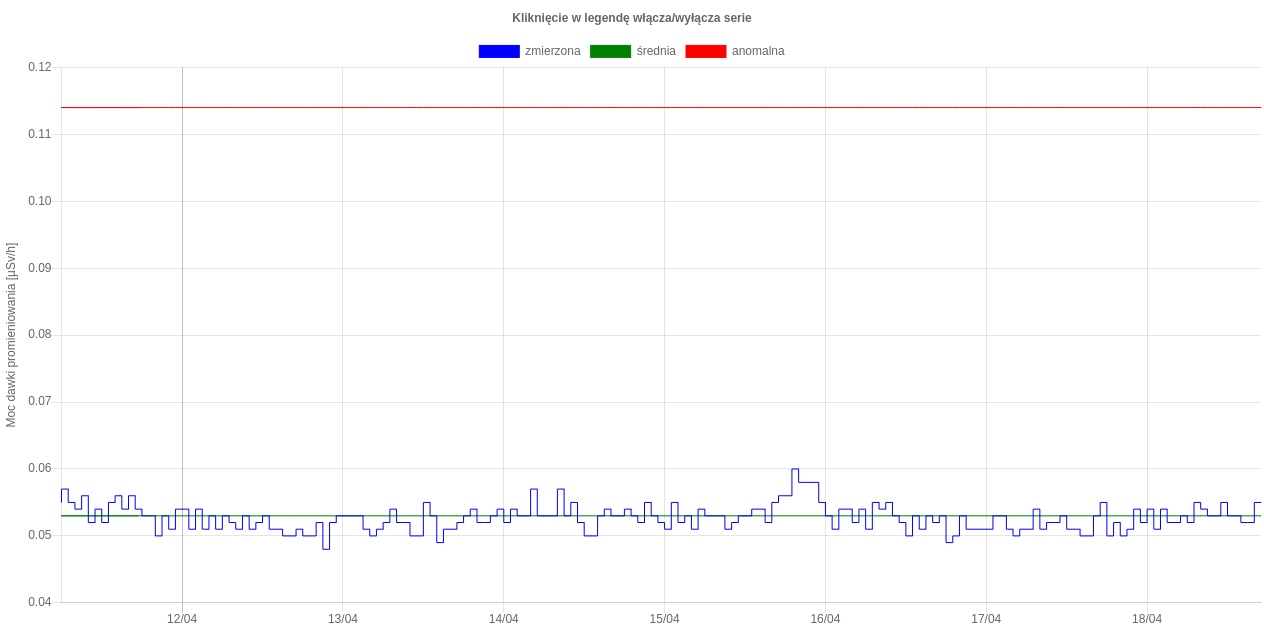 Kliknięcie w legendę włącza/wyłącza serie
zmierzona średnia anomalna
Moc dawki promieniowania [µSv/h]
0.12
0.11
0.10
0.09
0.08
0.07
0.06
0.05
0.04
12/04 13/04 14/04 15/04 16/04 17/04 18/04